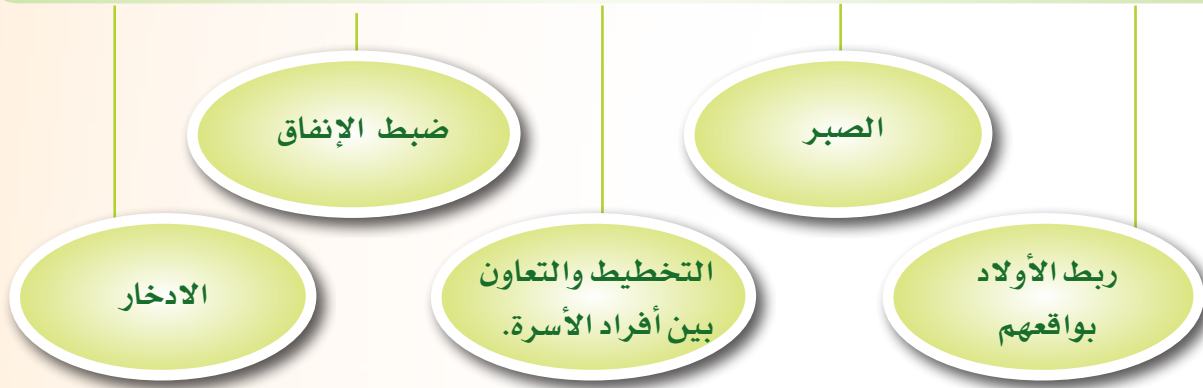 ربط الأولاد
بواقعهم
الصبر
التخطيط والتعاون
بين أفراد الأسرة.
ضبط الإنفاق
الادخار